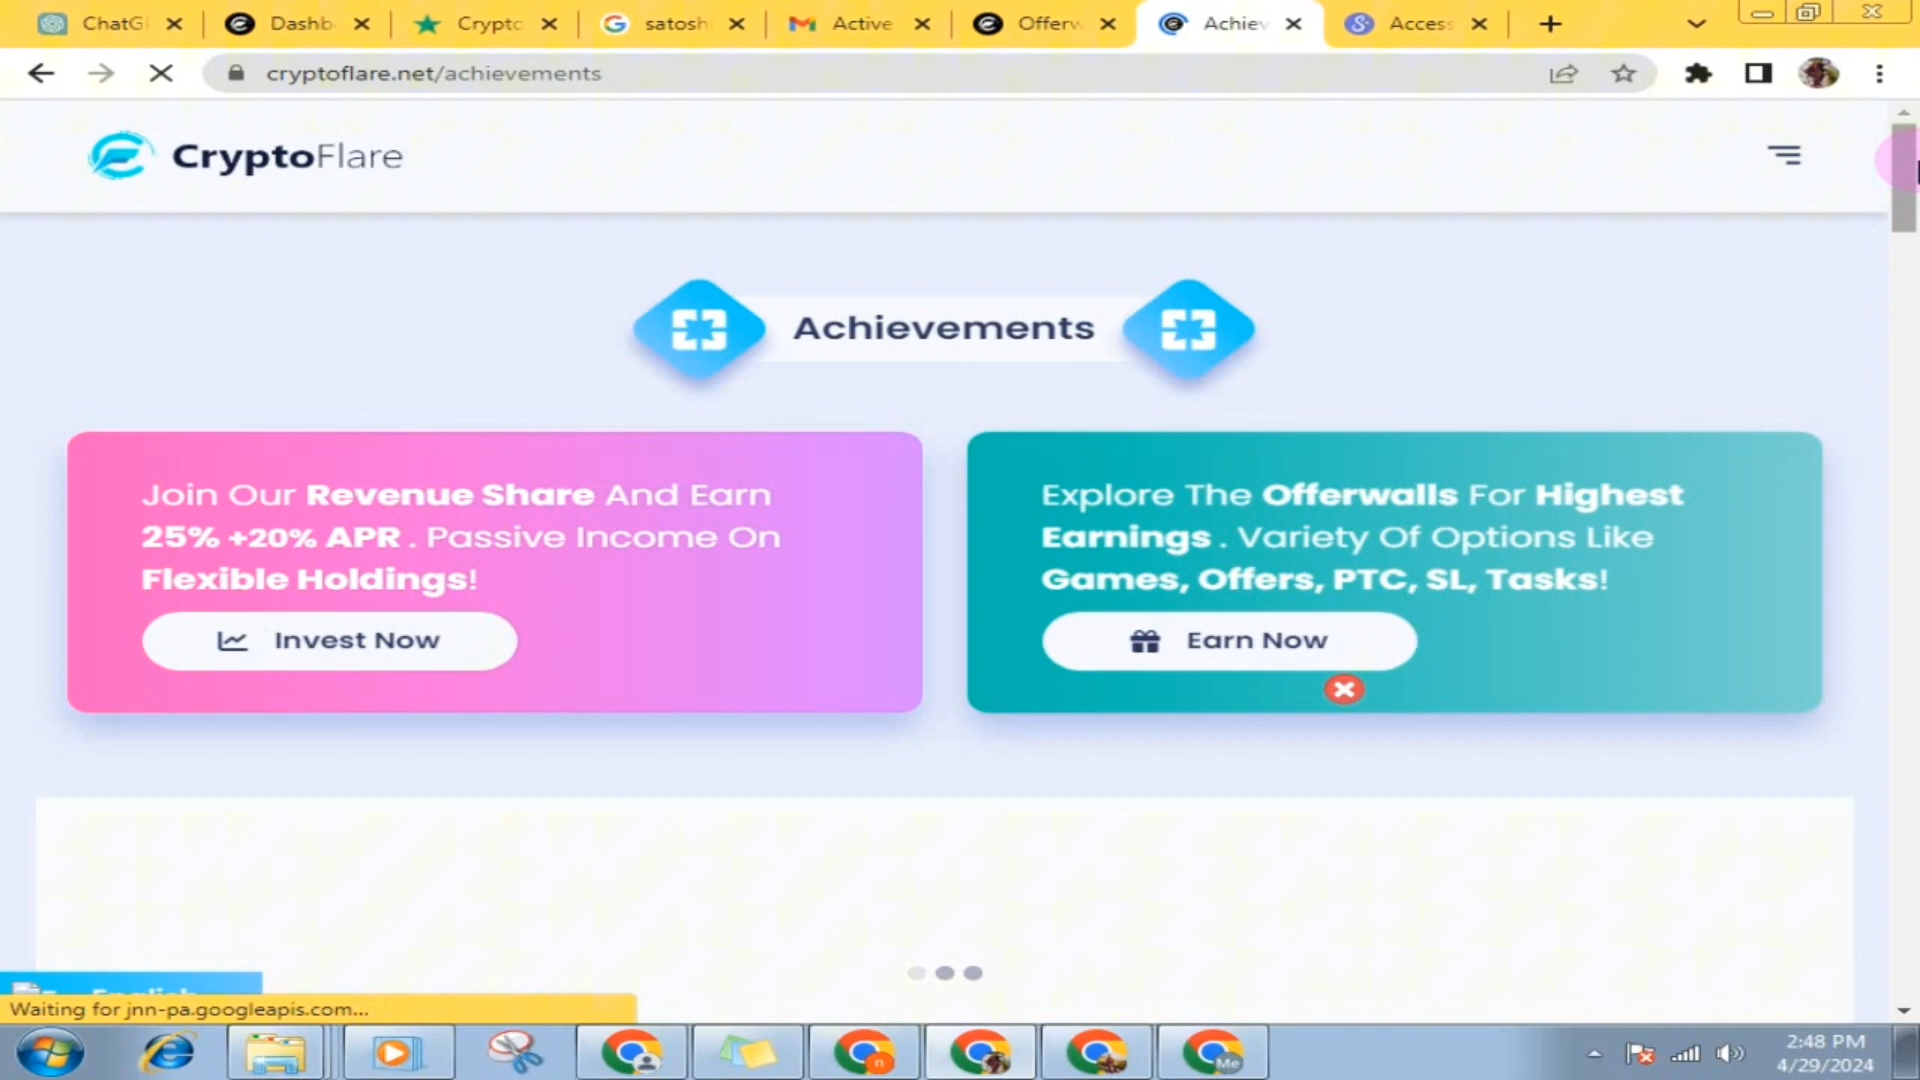 ChatG
Dashb
Crypto
satosh
Active
Offerw
Achiev
Access
cryptoflare.net/achievements
CryptoFlare
Achievements
Join Our Revenue Share And Earn
25% +20% APR . Passive Income On
Flexible Holdings!
Invest Now
Explore The Offerwalls For Highest
Earnings . Variety Of Options Like
Games, Offers, PTC, SL, Tasks!
Earn Now
English
Waiting for jnn-pa.googleapis.com...
n
Me
2:48 PM
4/29/2024